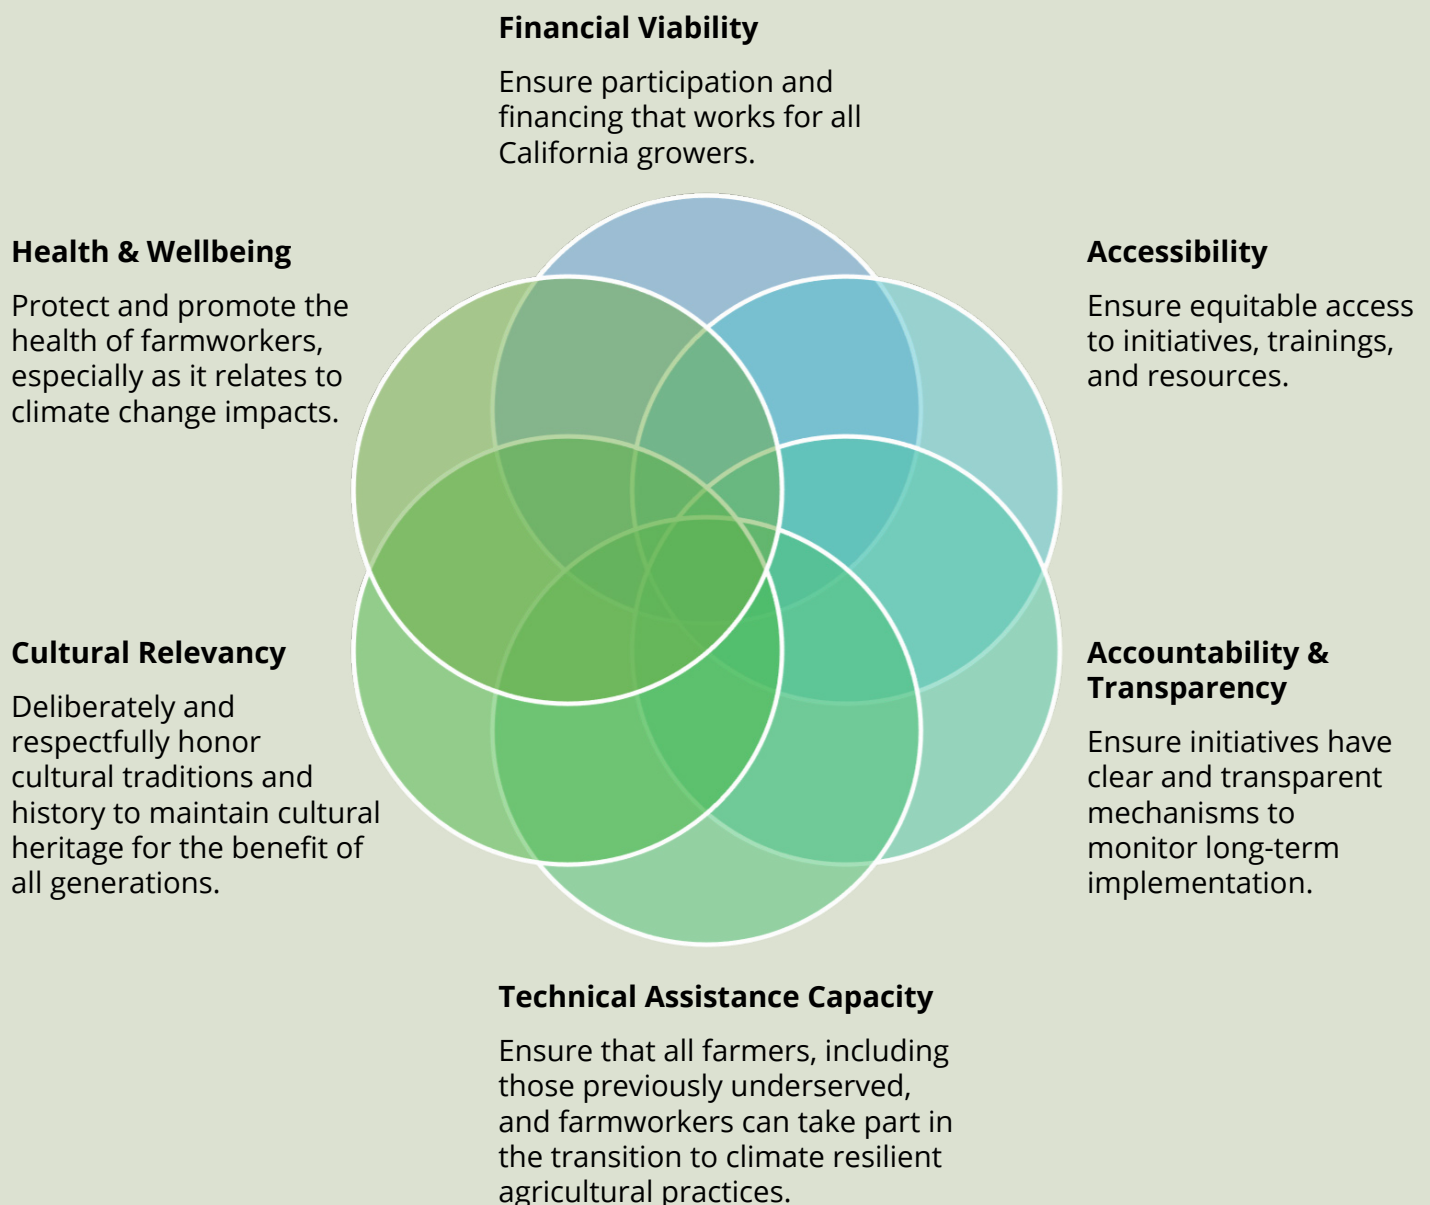 Financial Viability
Ensure participation and
financing that works for all
California growers.
Health & Wellbeing
Protect and promote the
health of farmworkers,
especially as it relates to
climate change impacts.
Accessibility
Ensure equitable access
to initiatives, trainings,
and resources.
Cultural Relevancy
Deliberately and
respectfully honor
cultural traditions and
history to maintain cultural
heritage for the benefit of
all generations.
Accountability &
Transparency
Ensure initiatives have
clear and transparent
mechanisms to
monitor long-term
implementation.
Technical Assistance Capacity
Ensure that all farmers, including
those previously underserved,
and farmworkers can take part in
the transition to climate resilient
agricultural practices.